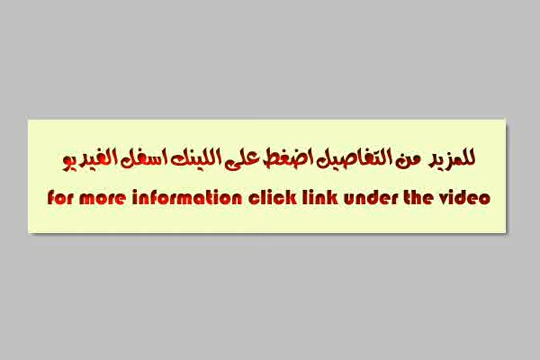 للمزيد من التفاصيل اضغط على اللينك اسفل الفيديو
for more information click link under the video